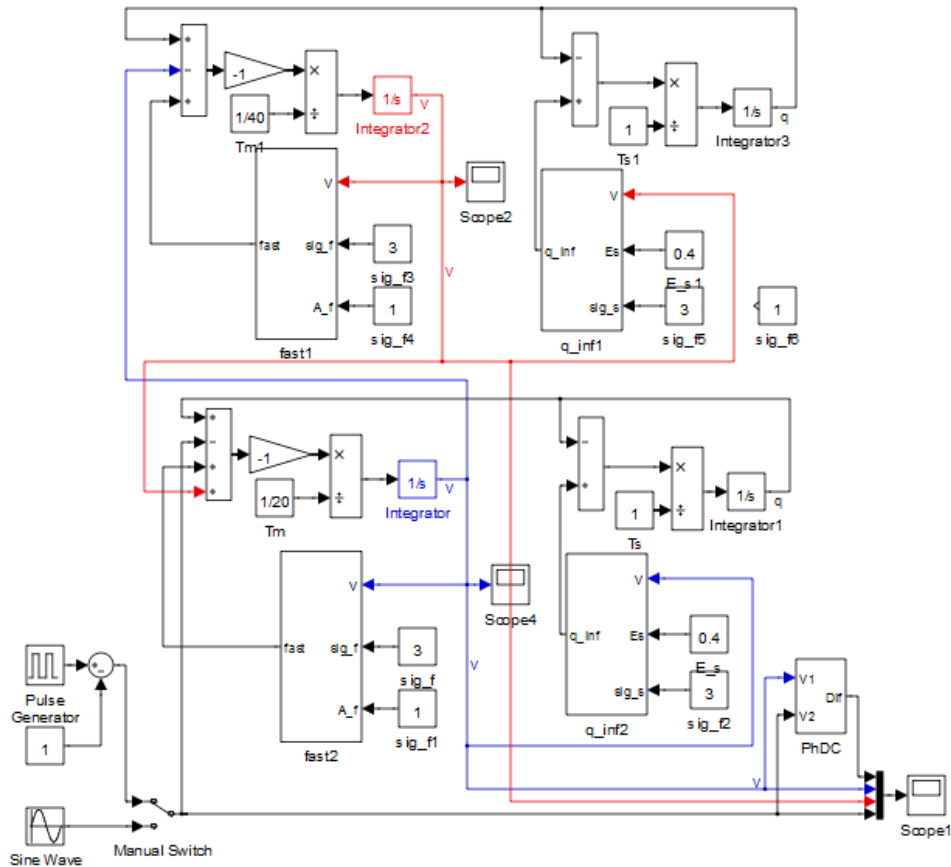 +
−
+
-1
1/40
Tm1
×
÷
1/s
Integrator2
V
−
+
1
Ts1
×
÷
1/s
Integrator3
q
V
fast
sig_f
A_f
fast1
3
sig_f3
1
sig_f4
Scope2
V
V
q_inf
Es
sig_s
q_inf1
0.4
E_s1
3
sig_f5
1
sig_f6
+
−
+
+
-1
1/20
Tm
×
÷
1/s
Integrator
V
−
+
1
Ts
×
÷
1/s
Integrator1
q
V
fast
sig_f
A_f
fast2
3
sig_f
1
sig_f1
Scope4
V
V
q_inf
Es
sig_s
q_inf2
0.4
E_s
3
sig_f2
Pulse
Generator
+
−
1
Sine Wave
Manual Switch
V1
V2
Dif
PhDC
V
Scope1